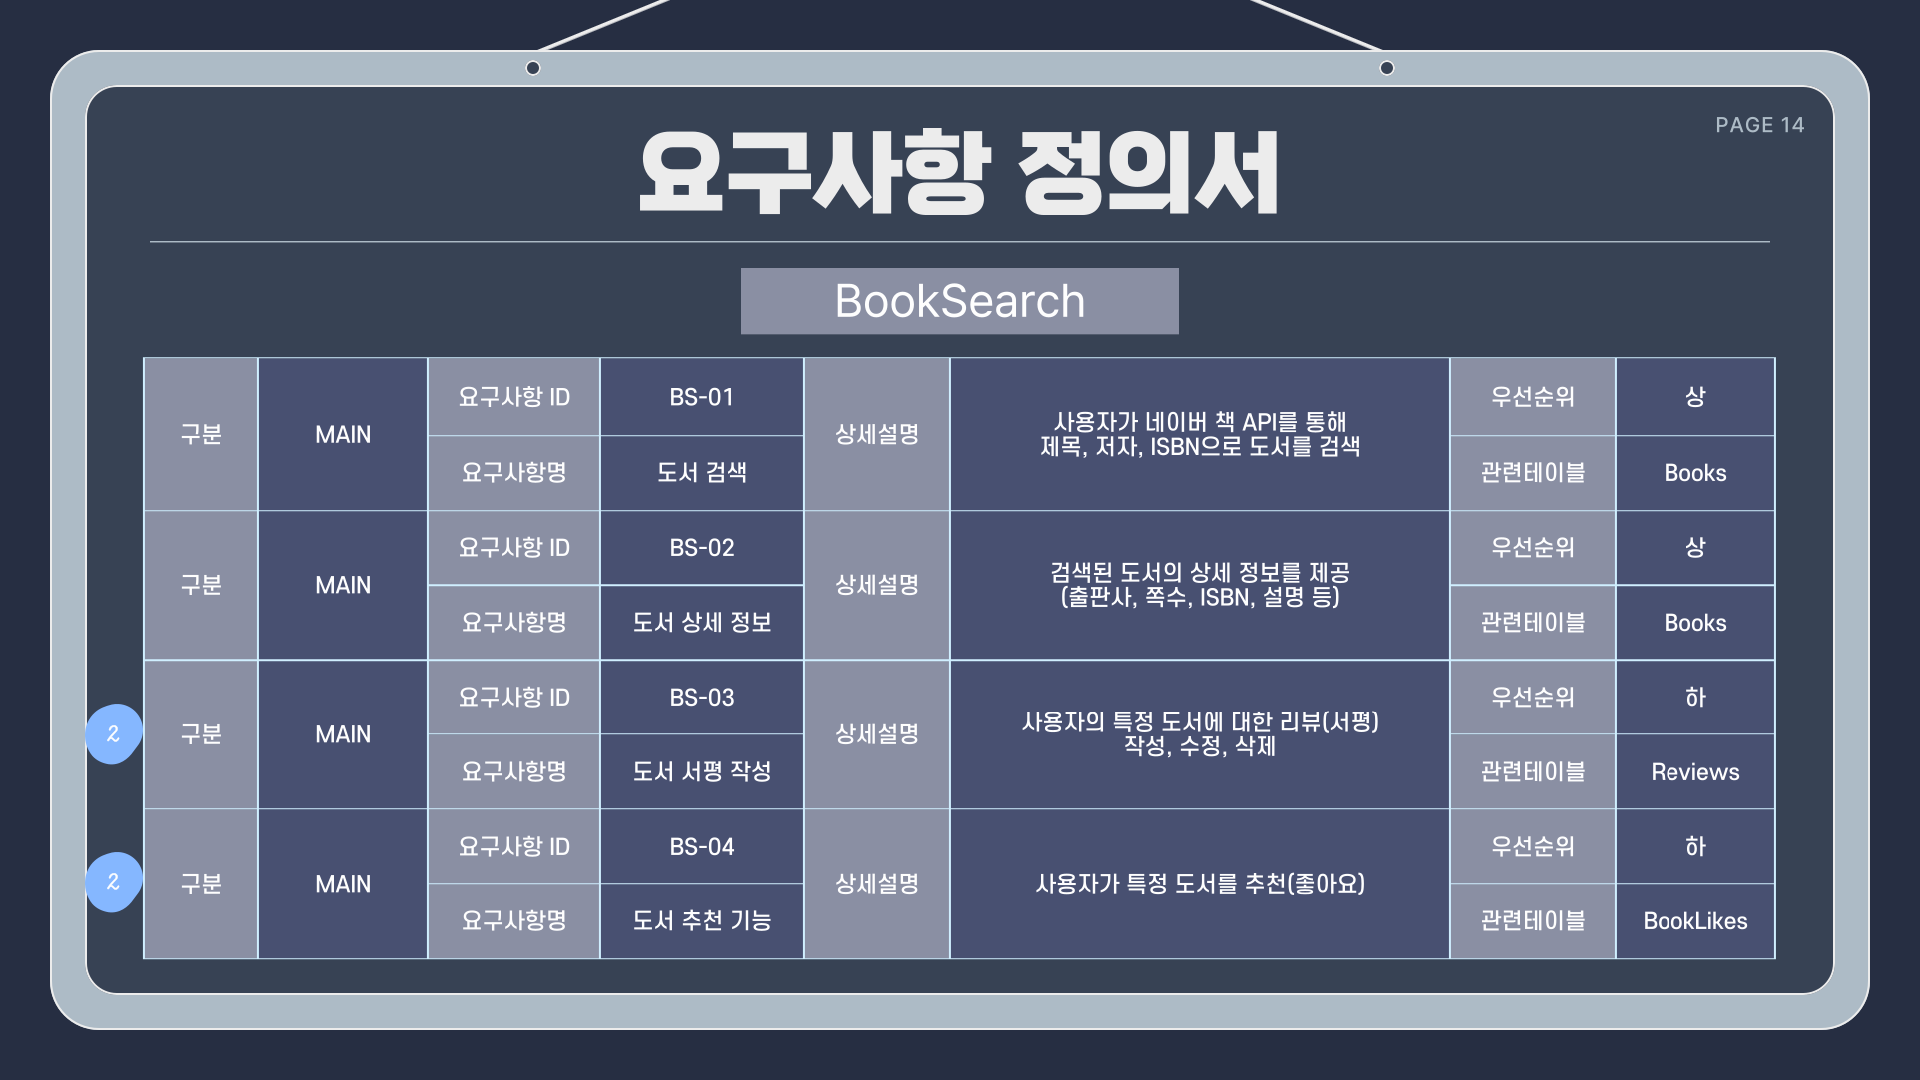 PAGE 14
요구사항 정의서
BookSearch
구분
MAIN
요구사항 ID
BS-01
상세설명
사용자가 네이버 책 API를 통해
제목, 저자, ISBN으로 도서를 검색
우선순위
상
요구사항명
도서 검색
관련테이블
Books
구분
MAIN
요구사항 ID
BS-02
상세설명
검색된 도서의 상세 정보를 제공
(출판사, 쪽수, ISBN, 설명 등)
우선순위
상
요구사항명
도서 상세 정보
관련테이블
Books
2
구분
MAIN
요구사항 ID
BS-03
상세설명
사용자의 특정 도서에 대한 리뷰(서평)
작성, 수정, 삭제
우선순위
하
요구사항명
도서 서평 작성
관련테이블
Reviews
2
구분
MAIN
요구사항 ID
BS-04
상세설명
사용자가 특정 도서를 추천(좋아요)
우선순위
하
요구사항명
도서 추천 기능
관련테이블
BookLikes